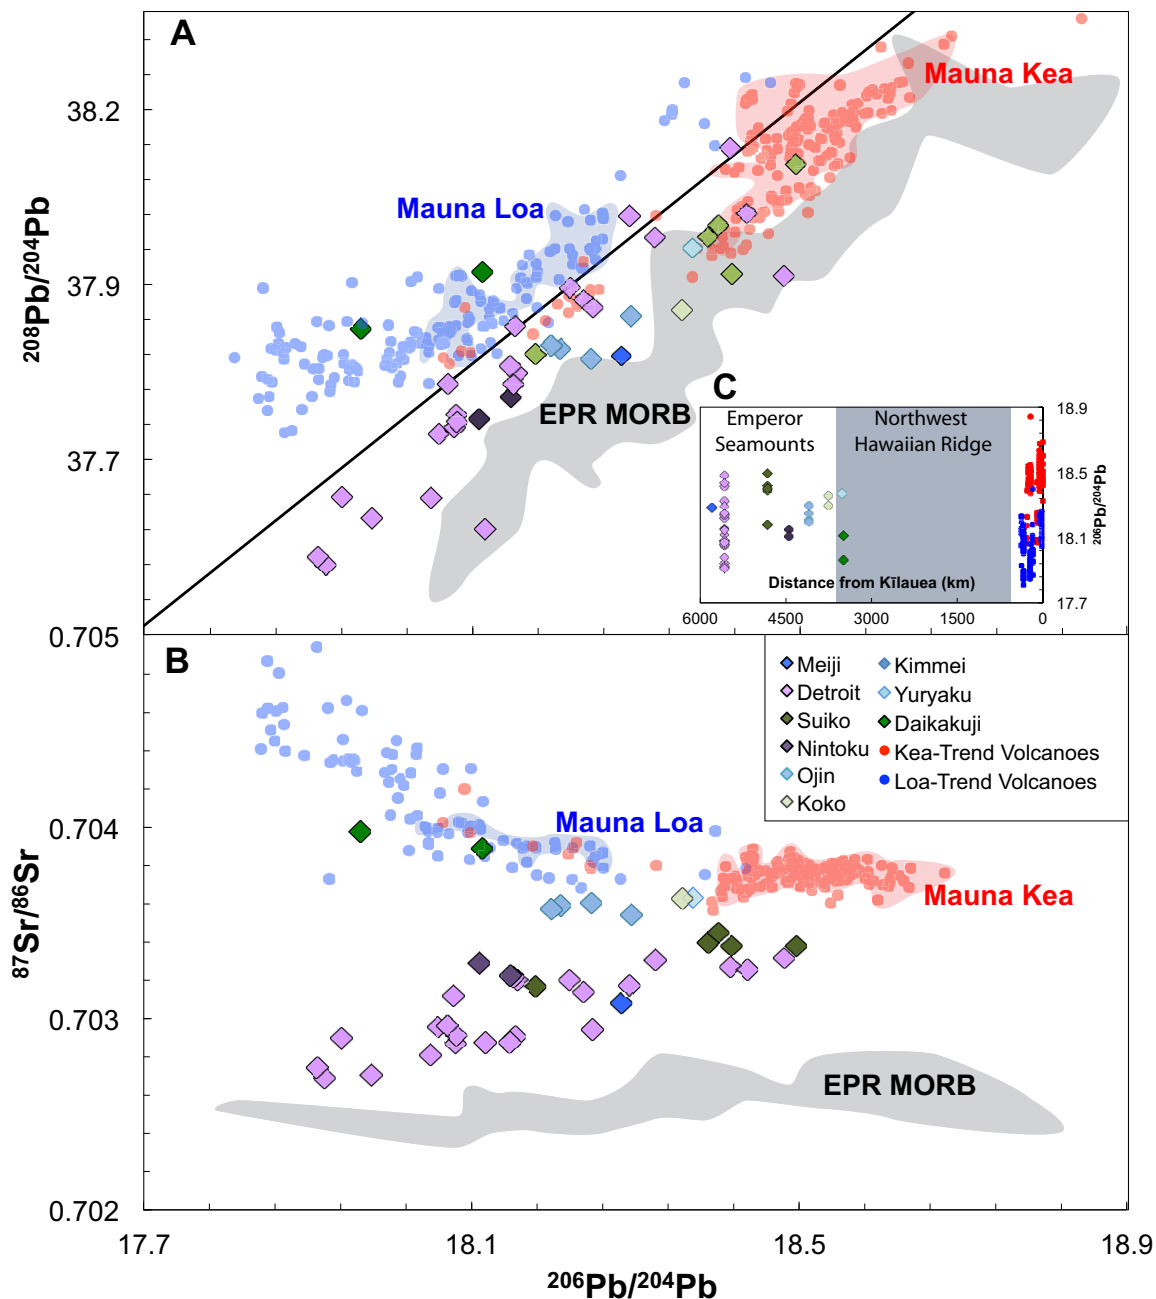 A
Mauna Kea
38.2
Mauna Loa
208Pb/204Pb
37.9
EPR MORB
37.7
C
Emperor Seamounts
Northwest Hawaiian Ridge
18.9
18.5
18.1
17.7
206Pb/204Pb
Distance from Kīlauea (km)
6000 4500 3000 1500 0
0.705
B
Meiji
Detroit
Suiko
Nintoku
Ojin
Koko
Kimmei
Yuryaku
Daikakuji
Kea-Trend Volcanoes
Loa-Trend Volcanoes
0.704
Mauna Loa
Mauna Kea
87Sr/86Sr
0.703
EPR MORB
0.702
17.7 18.1 18.5 18.9
206Pb/204Pb